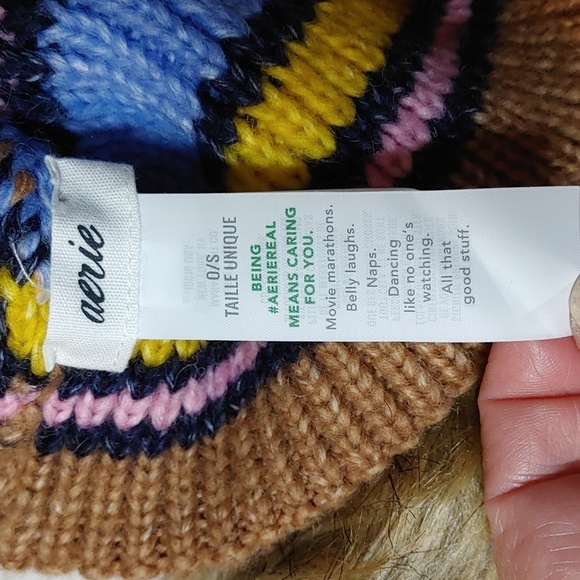 aerie
O/S
TAILLE UNIQUE
BEING
#AERIEREAL
MEANS CARING
FOR YOU.
Movie marathons.
Belly laughs.
Naps.
Dancing
like no one's
watching.
All that
good stuff.